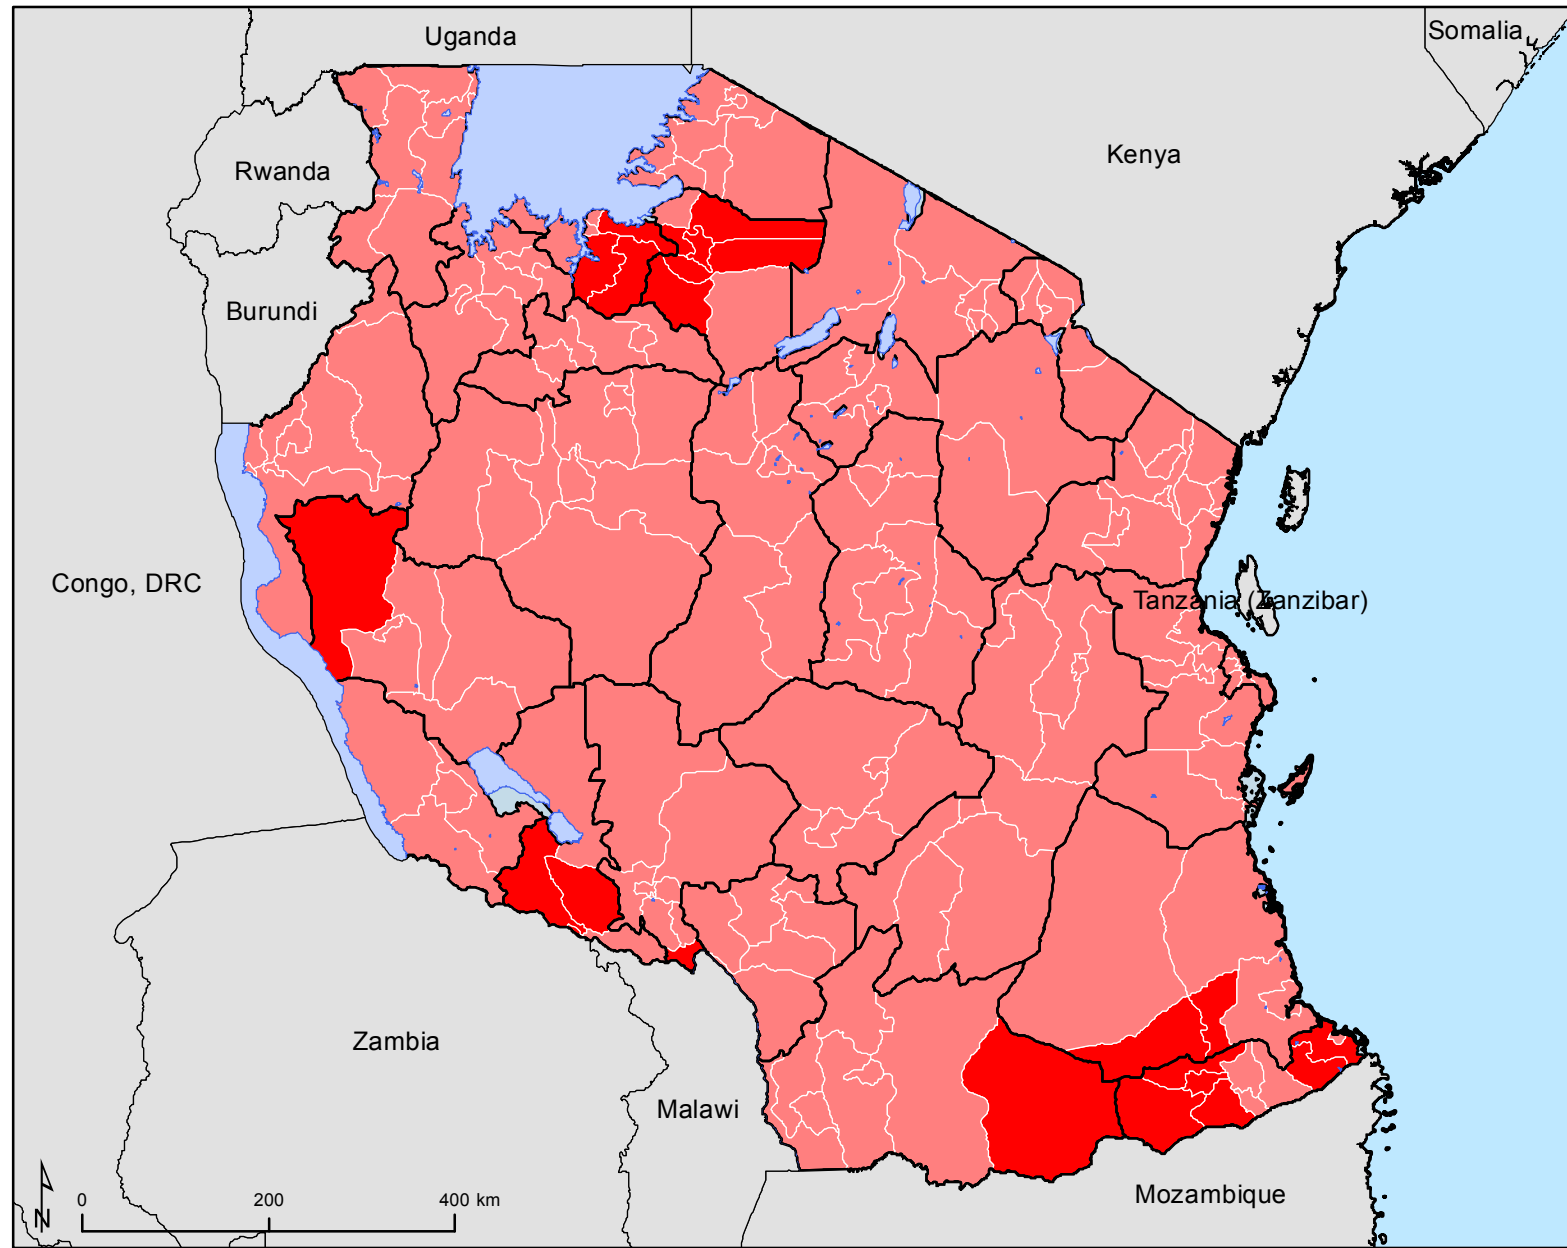 Uganda
Somalia
Kenya
Rwanda
Burundi
Congo, DRC
Tanzania (Zanzibar)
Zambia
Malawi
Mozambique
N
0 200 400 km